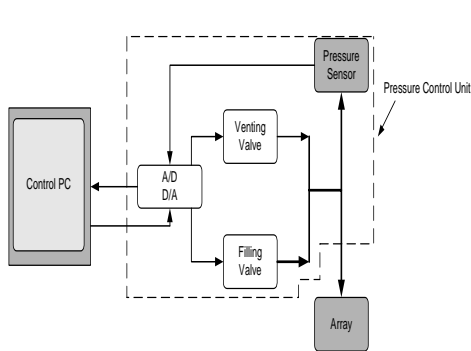 Pressure
Sensor
Pressure Control Unit
Venting
Valve
Control PC
A/D
D/A
Filling
Valve
Array